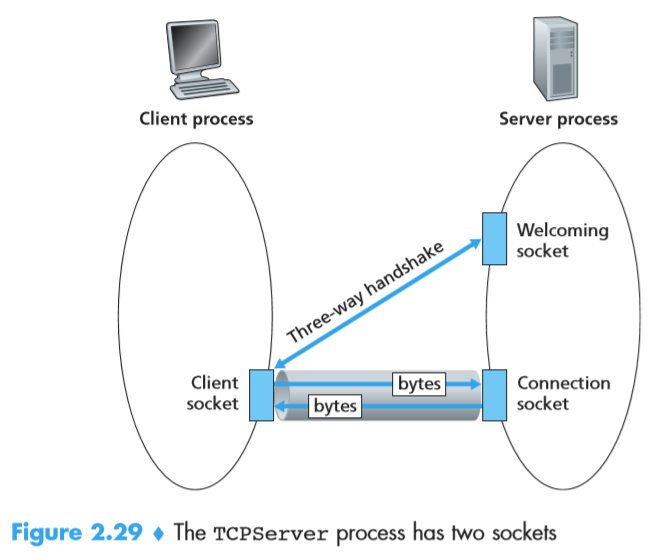 Client process
Server process
Welcoming
socket
Three-way handshake
Client
socket
bytes
bytes
Connection
socket
Figure 2.29 ♦ The TCPServer process has two sockets